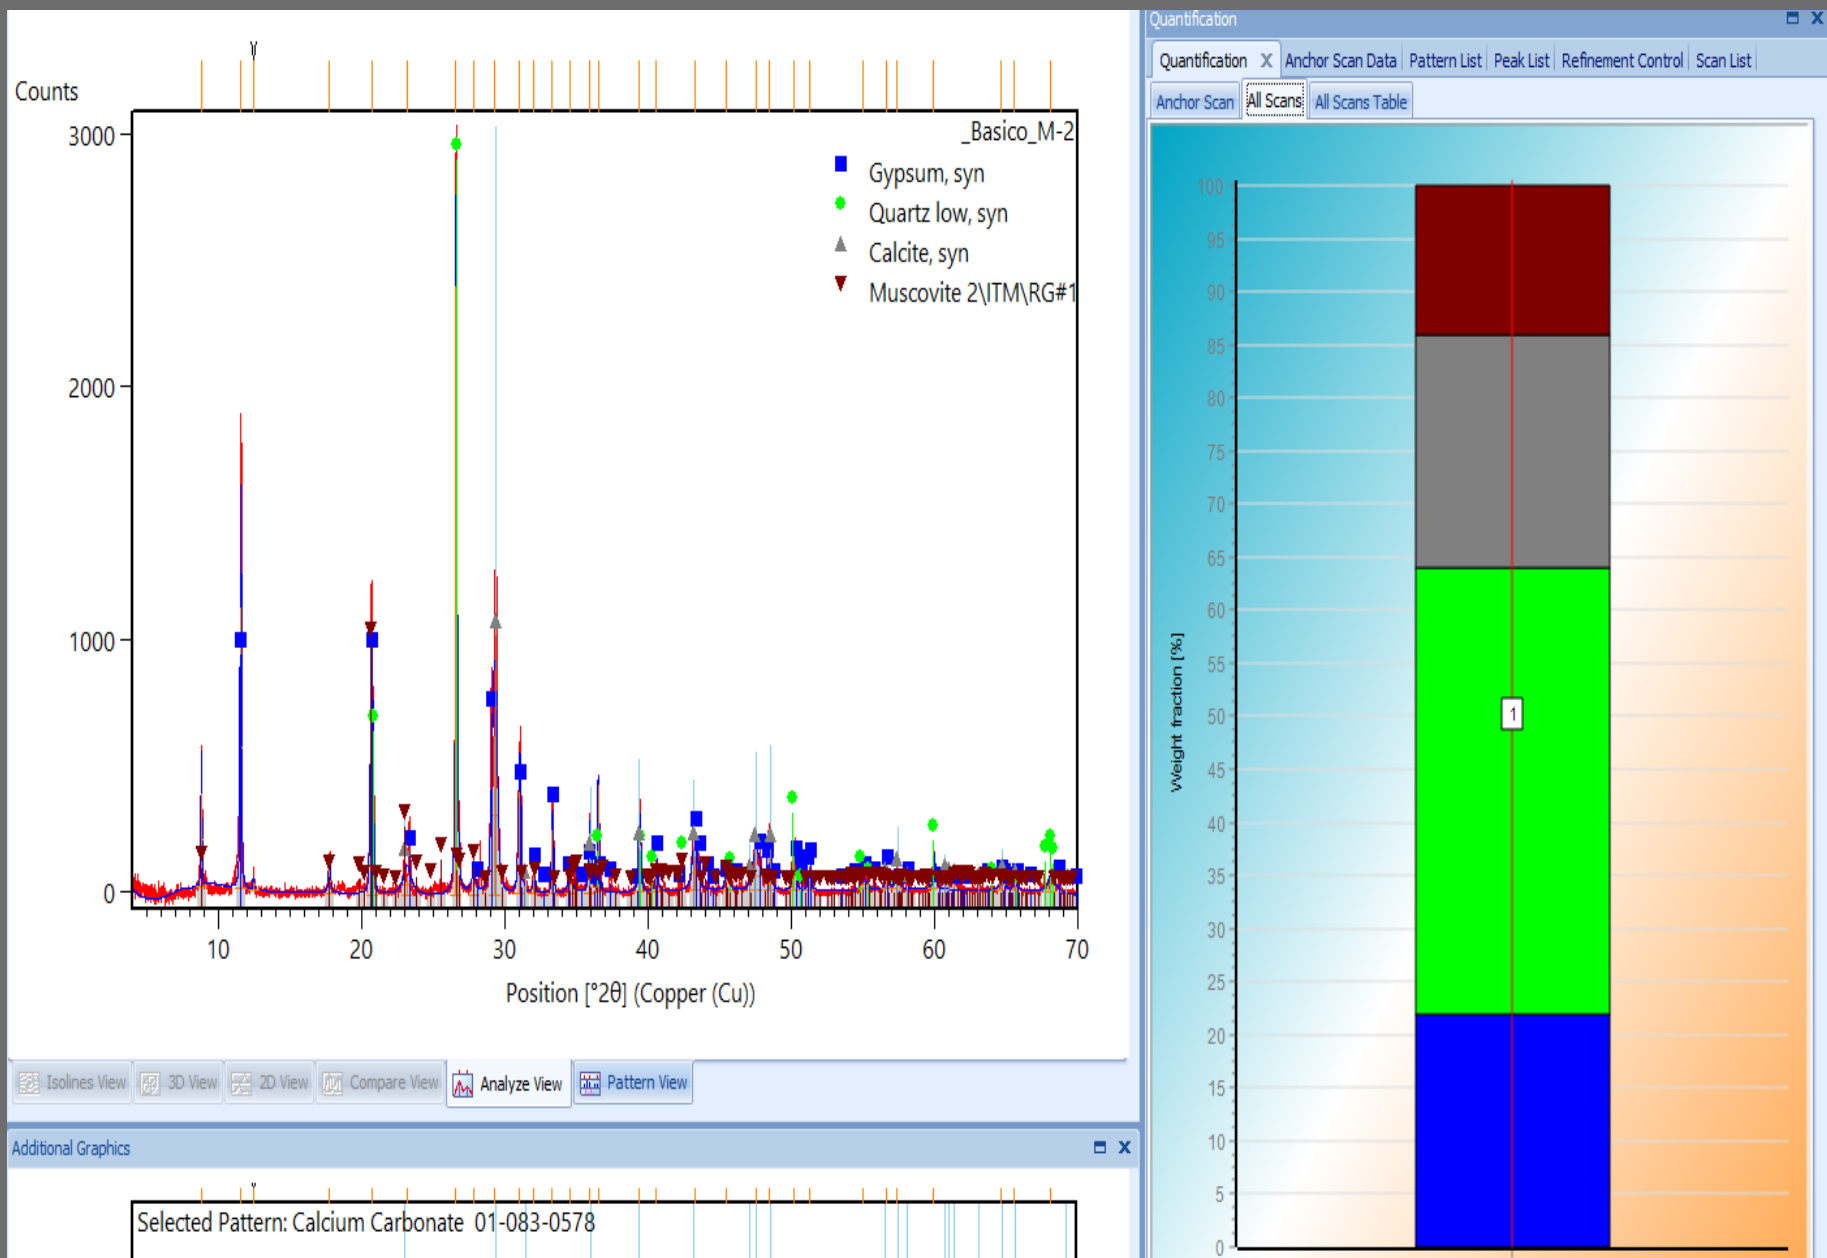 Counts
3000
2000
1000
0
10 20 30 40 50 60 70
Position [°2θ] (Copper (Cu))
_Basico_M-2
Gypsum, syn
Quartz low, syn
Calcite, syn
Muscovite 2\ITM\RG#1
Isolines View 3D View 2D View Compare View Analyze View Pattern View
Additional Graphics
Selected Pattern: Calcium Carbonate 01-083-0578
Quantification
Quantification X Anchor Scan Data Pattern List Peak List Refinement Control Scan List
Anchor Scan All Scans All Scans Table
Weight fraction [%]
100
95
90
85
80
75
70
65
60
55
50
45
40
35
30
25
20
15
10
5
0
1